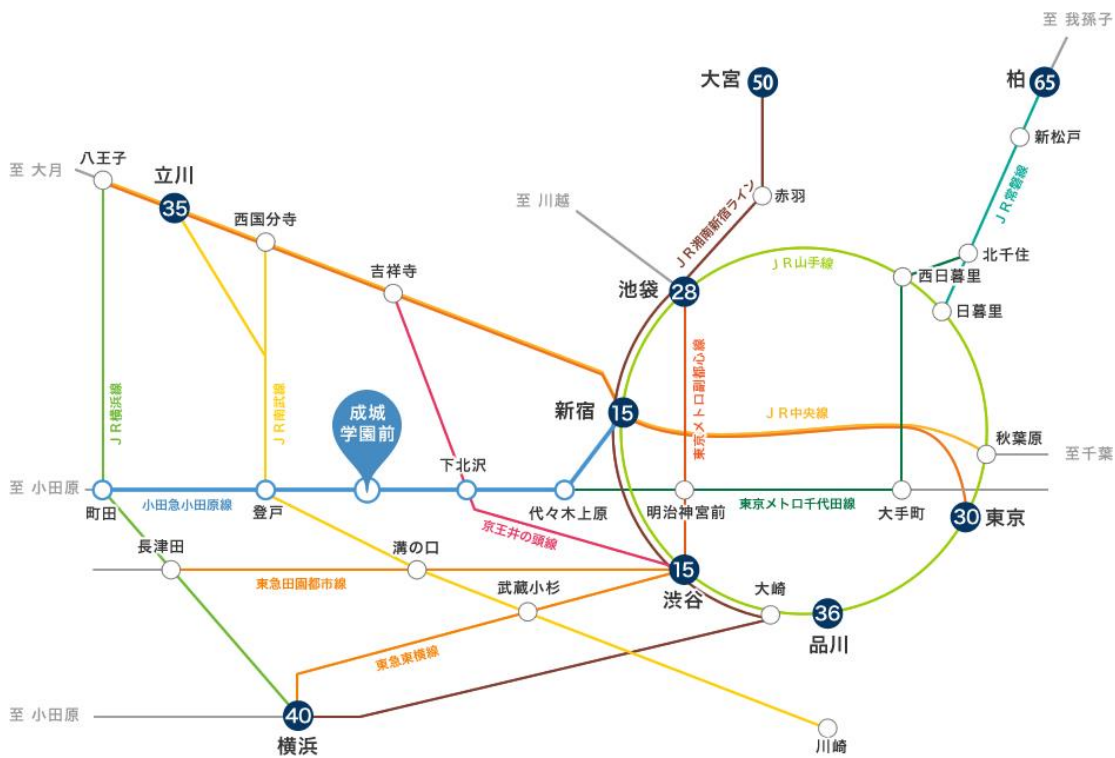 至 我孫子
大宮
50
柏
65
新松戸
JR常磐線
八王子
至 大月
立川
35
西国分寺
至 川越
赤羽
JR湘南新宿ライン
JR山手線
北千住
西日暮里
日暮里
吉祥寺
池袋
28
東京メトロ副都心線
JR横浜線
JR南武線
成城
学園前
新宿
15
JR中央線
秋葉原
至 千葉
下北沢
至 小田原
町田
小田急小田原線
登戸
代々木上原
明治神宮前
東京メトロ千代田線
大手町
30
東京
京王井の頭線
長津田
溝の口
東急田園都市線
15
渋谷
武蔵小杉
大崎
36
品川
東急東横線
至 小田原
40
横浜
川崎